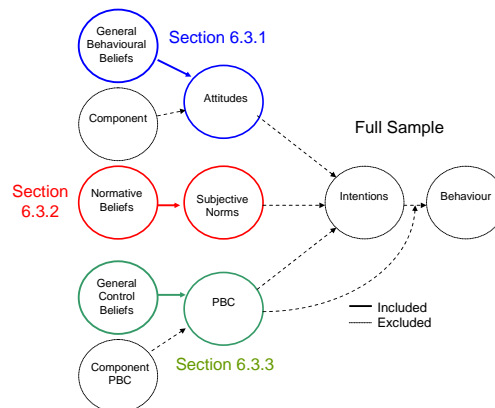 General
Behavioural
Beliefs
Section 6.3.1
Attitudes
Component
Full Sample
Section
6.3.2
Normative
Beliefs
Subjective
Norms
Intentions
Behaviour
General
Control
Beliefs
PBC
Included
Excluded
Component
PBC
Section 6.3.3